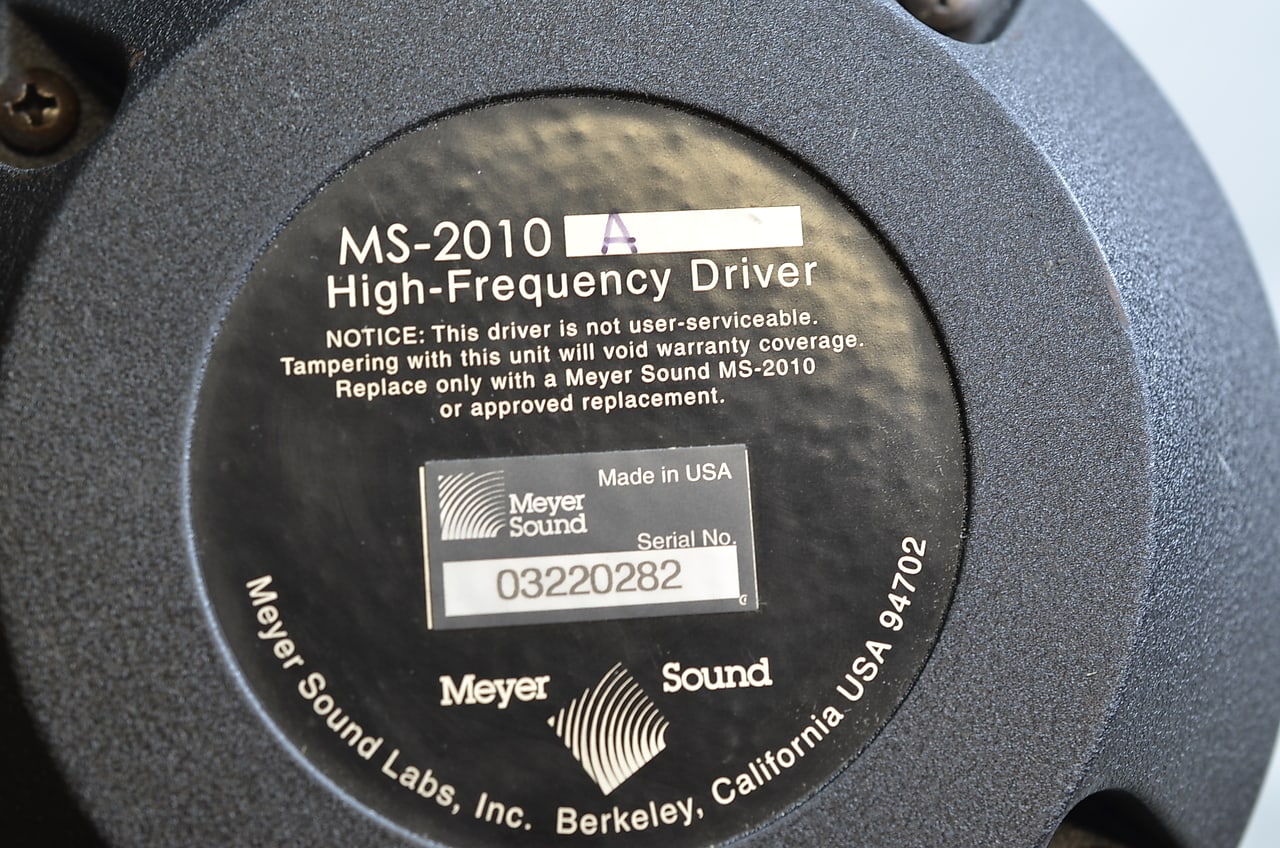 MS-2010 A
High-Frequency Driver
NOTICE: This driver is not user-serviceable.
Tampering with this unit will void warranty coverage.
Replace only with a Meyer Sound MS-2010
or approved replacement.
Made in USA
Meyer
Sound
Serial No.
03220282
Meyer Sound
Meyer Sound Labs, Inc. Berkeley, California USA 94702